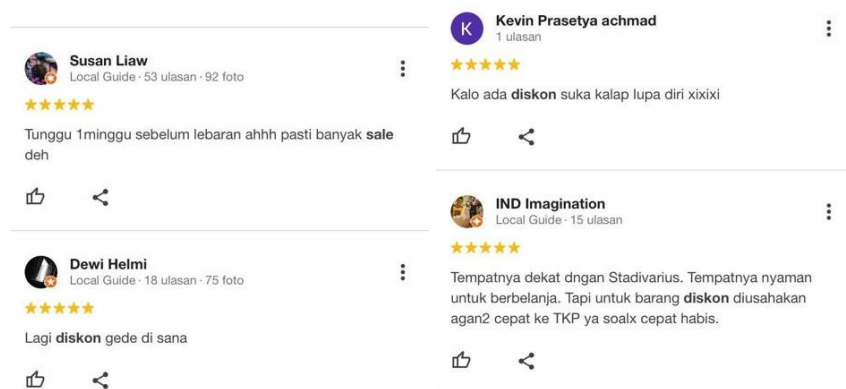 Susan Liaw
Local Guide · 53 ulasan · 92 foto
Tunggu 1minggu sebelum lebaran ahhh pasti banyak sale
deh
Dewi Helmi
Local Guide · 18 ulasan · 75 foto
Lagi diskon gede di sana
K
Kevin Prasetya achmad
1 ulasan
Kalo ada diskon suka kalap lupa diri xixixi
IND Imagination
Local Guide · 15 ulasan
Tempatnya dekat dngan Stadivarius. Tempatnya nyaman
untuk berbelanja. Tapi untuk barang diskon diusahakan
agan2 cepat ke TKP ya soalx cepat habis.